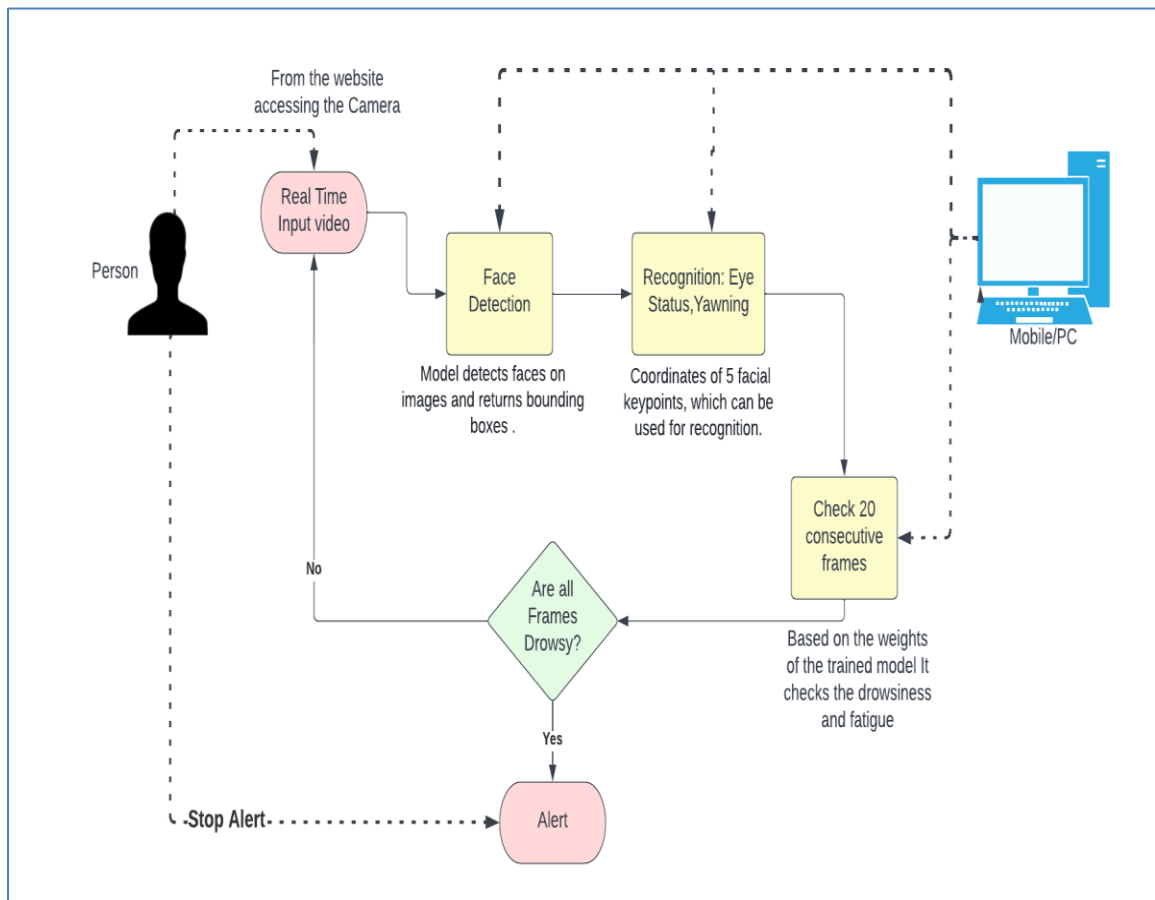 From the website
accessing the Camera
Real Time
Input video
Person
Face
Detection
Recognition: Eye
Status,Yawning
Mobile/PC
Model detects faces on
images and returns bounding
boxes .
Coordinates of 5 facial
keypoints, which can be
used for recognition.
Check 20
consecutive
frames
No
Are all
Frames
Drowsy?
Based on the weights
of the trained model It
checks the drowsiness
and fatigue
Yes
Stop Alert
Alert